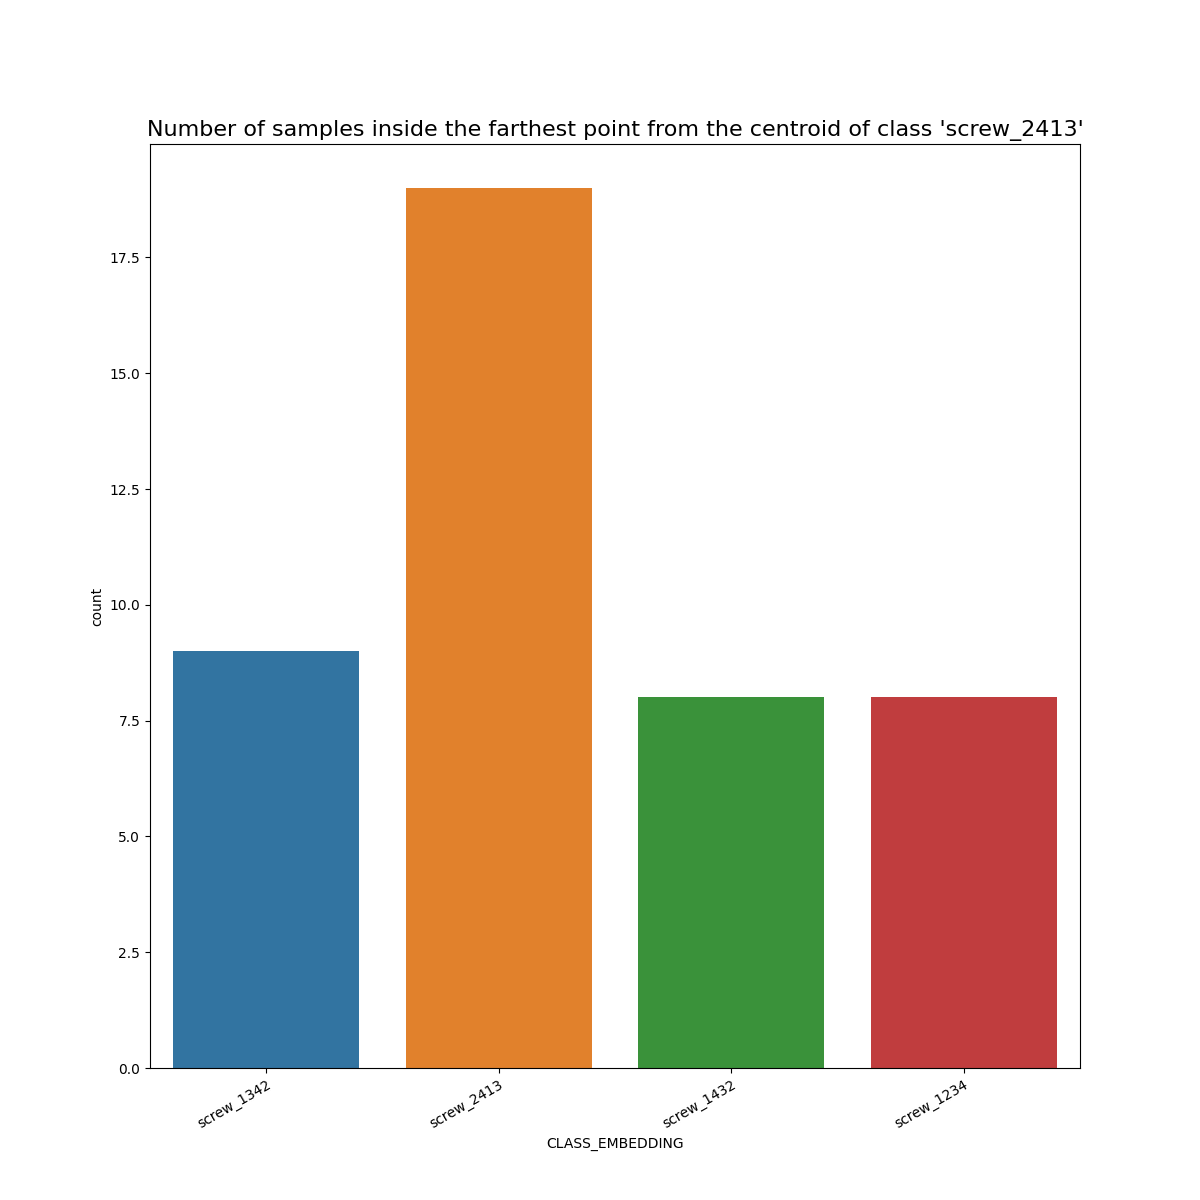 Number of samples inside the farthest point from the centroid of class 'screw_2413'
17.5
15.0
12.5
10.0
7.5
5.0
2.5
0.0
count
screw_1342
screw_2413
screw_1432
screw_1234
CLASS_EMBEDDING